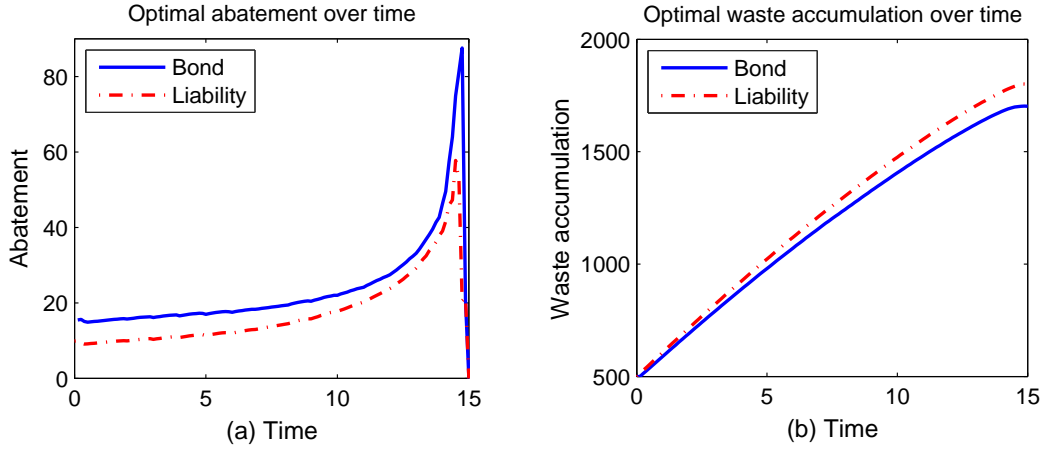 Optimal abatement over time
Bond
Liability
80
60
40
20
0
Abatement
0 5 10 15
(a) Time
Optimal waste accumulation over time
Bond
Liability
2000
1500
1000
500
Waste accumulation
0 5 10 15
(b) Time